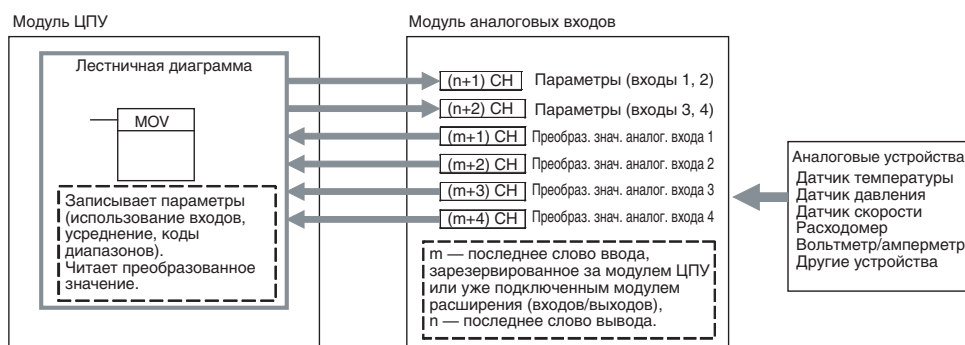 Модуль ЦПУ
Лестничная диаграмма
MOV
Записывает параметры
(использование входов,
усреднение, коды
диапазонов).
Читает преобразованное
значение.
Модуль аналоговых входов
(n+1) CH Параметры (входы 1, 2)
(n+2) CH Параметры (входы 3, 4)
(m+1) CH Преобраз. знач. аналог. входа 1
(m+2) CH Преобраз. знач. аналог. входа 2
(m+3) CH Преобраз. знач. аналог. входа 3
(m+4) CH Преобраз. знач. аналог. входа 4
m — последнее слово ввода,
зарезервированное за модулем ЦПУ
или уже подключенным модулем
расширения (входов/выходов),
n — последнее слово вывода.
Аналоговые устройства
Датчик температуры
Датчик давления
Датчик скорости
Расходомер
Вольтметр/амперметр
Другие устройства